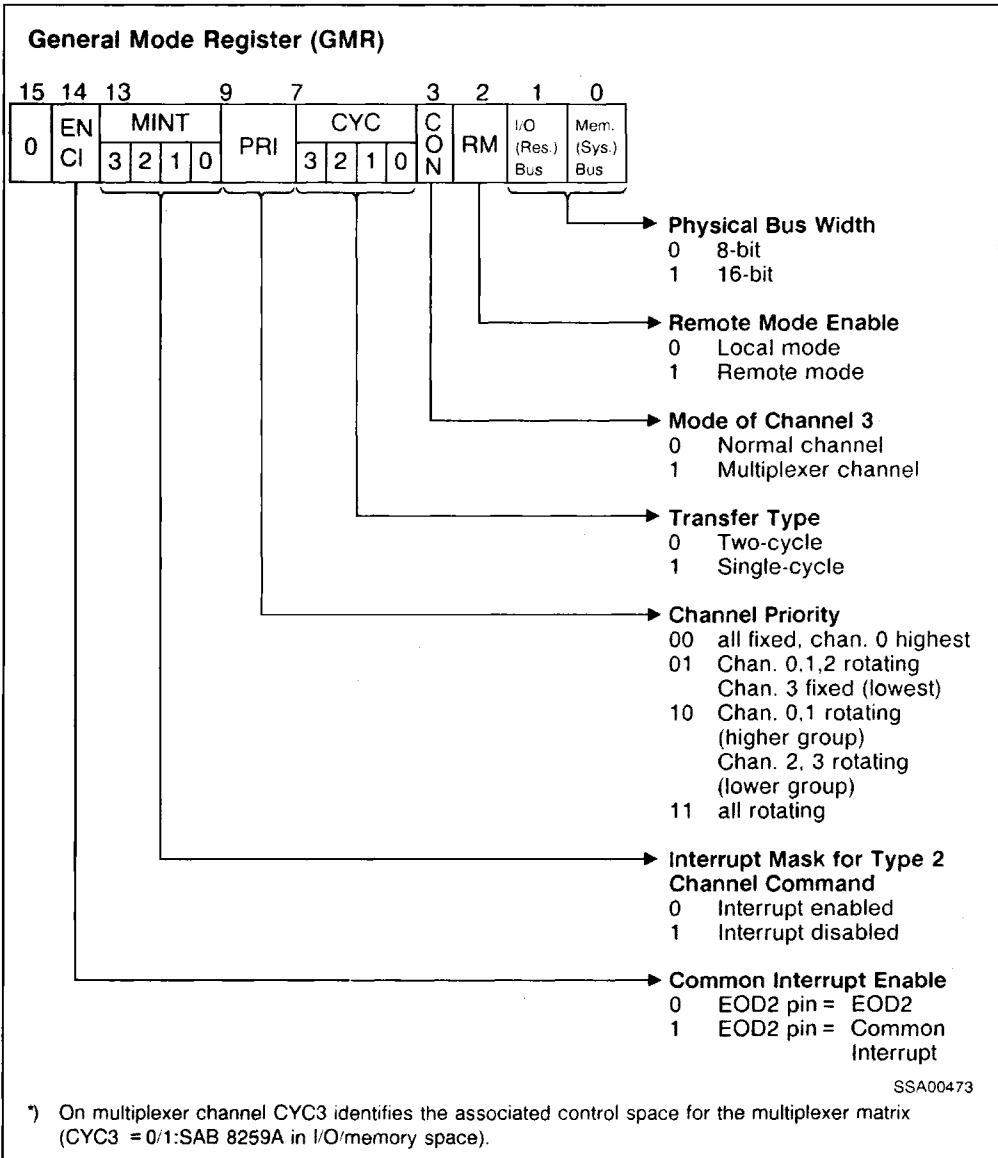 General Mode Register (GMR)
15 14 13 9 7 3 2 1 0
0 EN CI MINT 3 2 1 0 PRI CYC 3 2 1 0 CON RM I/O (Res.) Bus Mem. (Sys.) Bus
Physical Bus Width
0 8-bit
1 16-bit
Remote Mode Enable
0 Local mode
1 Remote mode
Mode of Channel 3
0 Normal channel
1 Multiplexer channel
Transfer Type
0 Two-cycle
1 Single-cycle
Channel Priority
00 all fixed, chan. 0 highest
01 Chan. 0,1,2 rotating
Chan. 3 fixed (lowest)
10 Chan. 0,1 rotating
(higher group)
Chan. 2, 3 rotating
(lower group)
11 all rotating
Interrupt Mask for Type 2
Channel Command
0 Interrupt enabled
1 Interrupt disabled
Common Interrupt Enable
0 EOD2 pin = EOD2
1 EOD2 pin = Common
Interrupt
SSA00473
*) On multiplexer channel CYC3 identifies the associated control space for the multiplexer matrix
(CYC3 = 0/1:SAB 8259A in I/O/memory space).